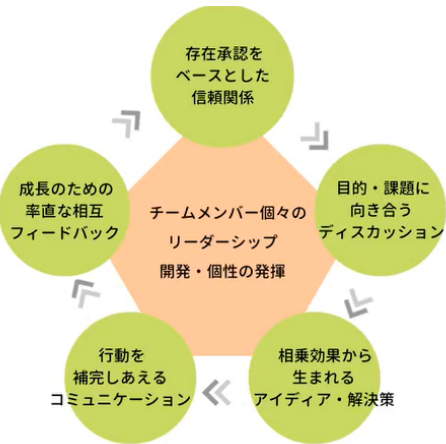 存在承認を
ベースとした
信頼関係
目的・課題に
向き合う
ディスカッション
相乗効果から
生まれる
アイディア・解決策
行動を
補完しあえる
コミュニケーション
成長のための
率直な相互
フィードバック
チームメンバー個々の
リーダーシップ
開発・個性の発揮